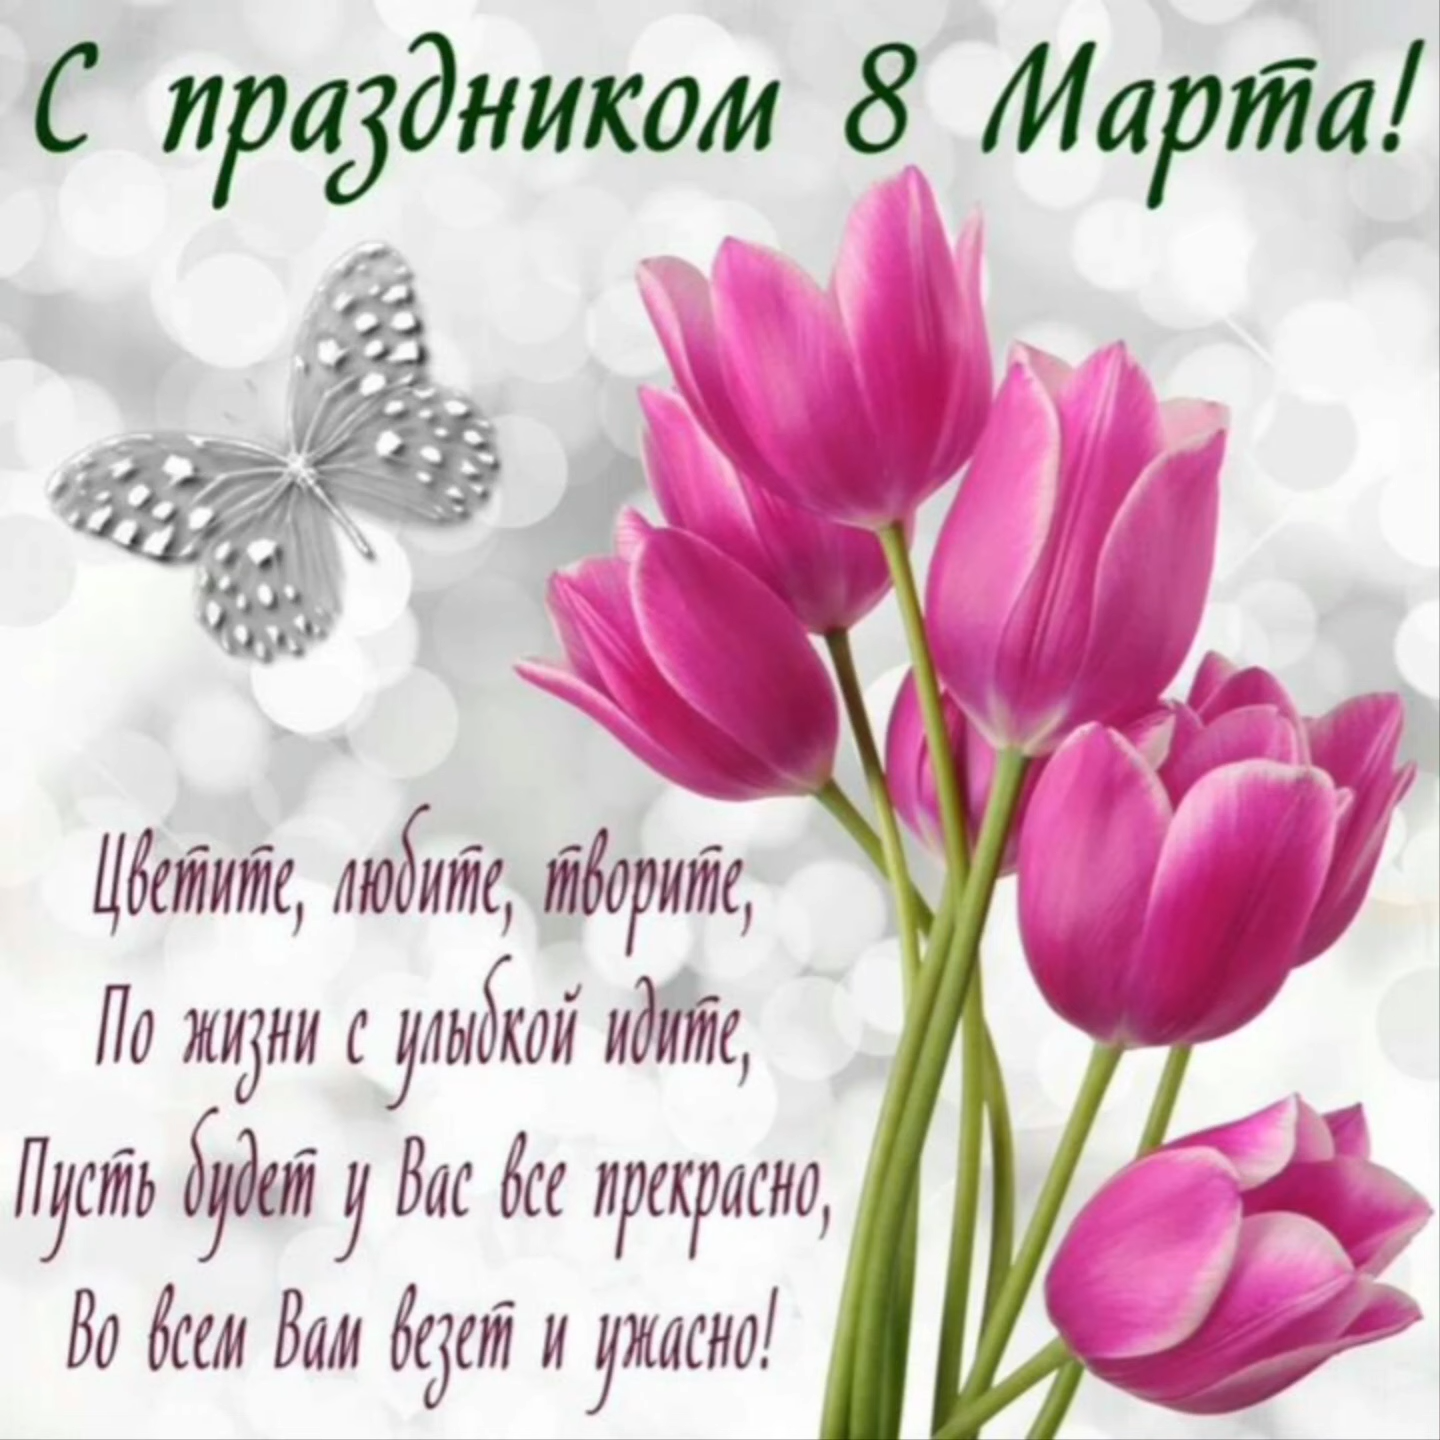 С праздником 8 Марта!
Цветите, любите, творите,
По жизни с улыбкой идите,
Пусть будет у Вас все прекрасно,
Во всем Вам везет и ужасно!